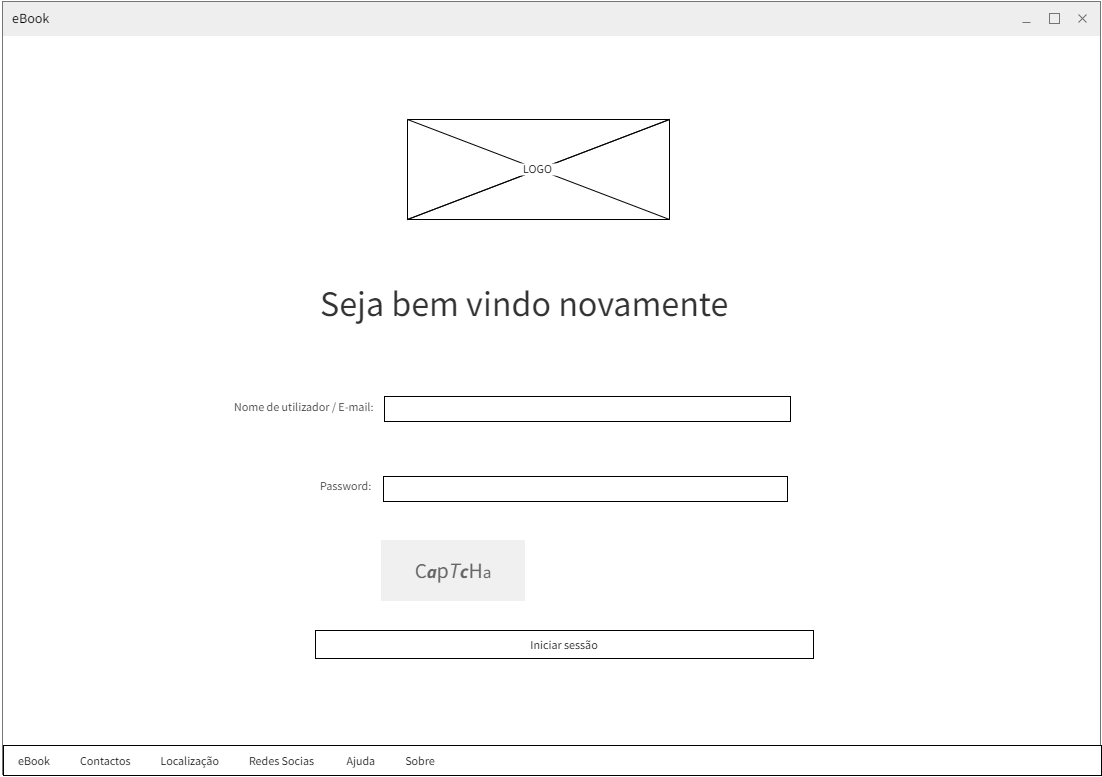 eBook
LOGO
Seja bem vindo novamente
Nome de utilizador / E-mail:
Password:
CapTcHa
Iniciar sessão
eBook Contactos Localização Redes Socias Ajuda Sobre